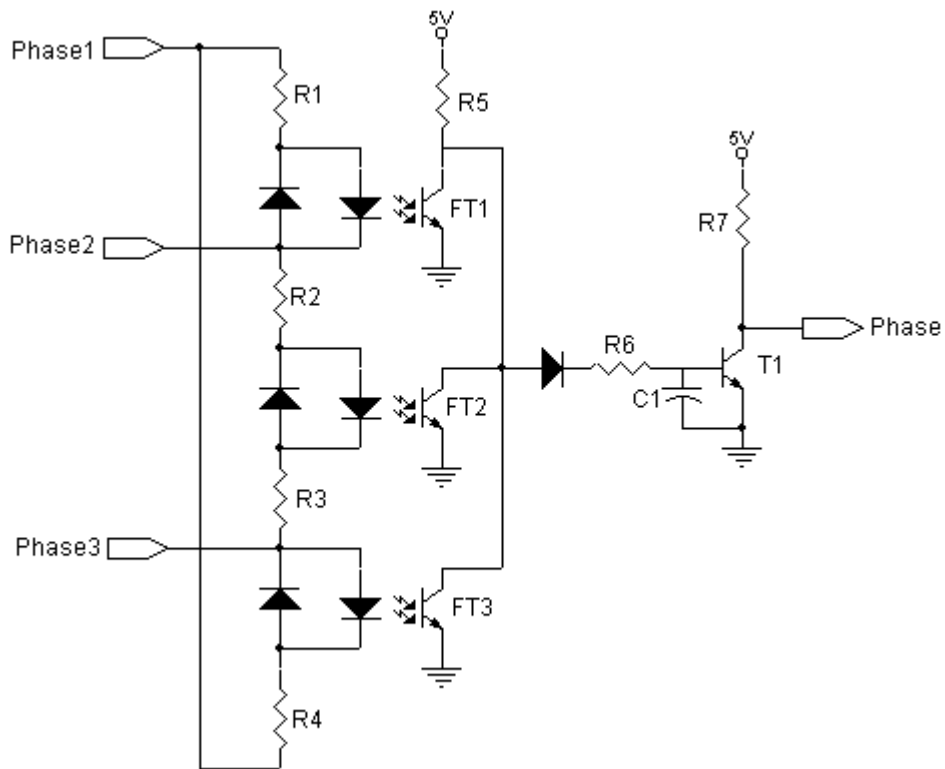 5V
Phase1
R1
R5
5V
FT1
R7
Phase2
R2
Phase
R6
T1
C1
FT2
R3
Phase3
FT3
R4